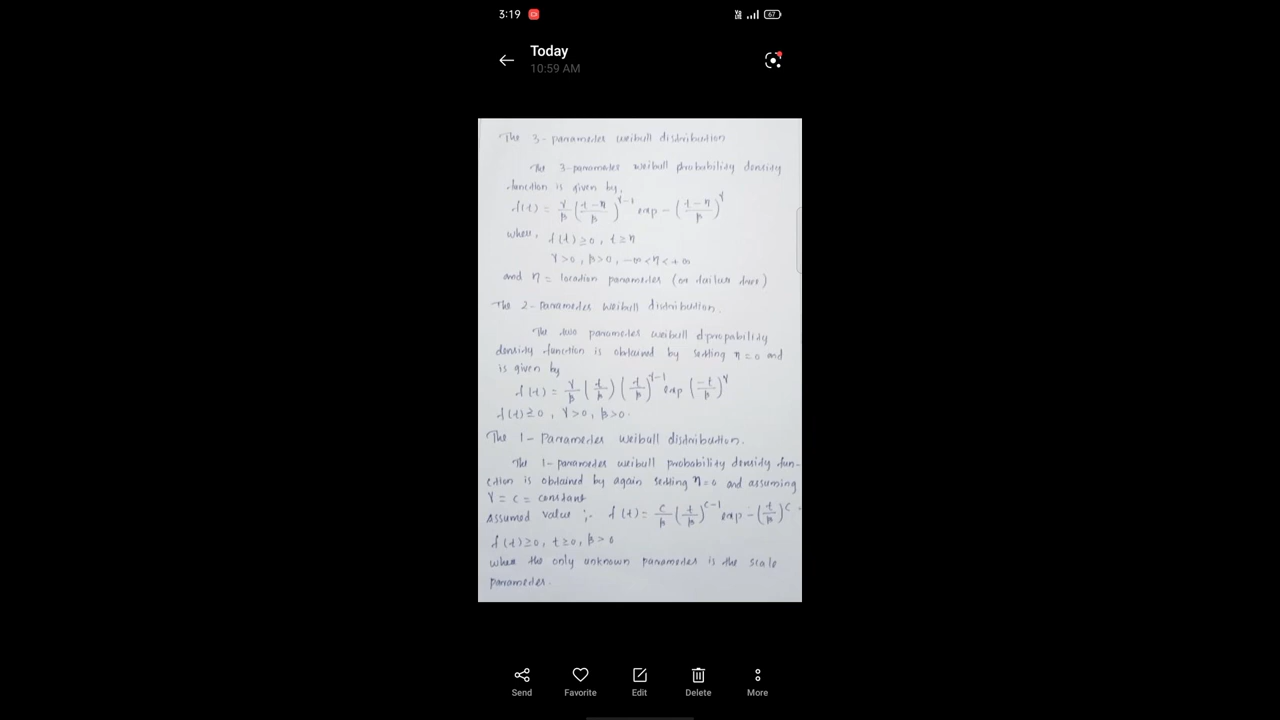 3:19
67
Today
10:59 AM
The 3-parameter weibull distribution
The 3-parameter weibull probability density
function is given by,
f(t) = γ/β ((t-η)/β)^(γ-1) exp - ((t-η)/β)^γ
when, f(t) ≥ 0, t ≥ η
γ > 0, β > 0, -∞ < η < +∞
and η = location parameter (or failure free)
The 2-parameter weibull distribution.
The two parameter weibull dpropability
density function is obtained by setting η = 0 and
is given by
f(t) = γ/β (t/β) (t/β)^(γ-1) exp (-t/β)^γ
f(t) ≥ 0, γ > 0, β > 0.
The 1-Parameter weibull distribution.
The 1-parameter weibull probability density fun-
ction is obtained by again setting η = 0 and assuming
γ = c = constant
Assumed value ;- f(t) = c/β (t/β)^(c-1) exp - (t/β)^c
f(t) ≥ 0, t ≥ 0, β > 0
when the only unknown parameter is the scale
parameter.
Send
Favorite
Edit
Delete
More